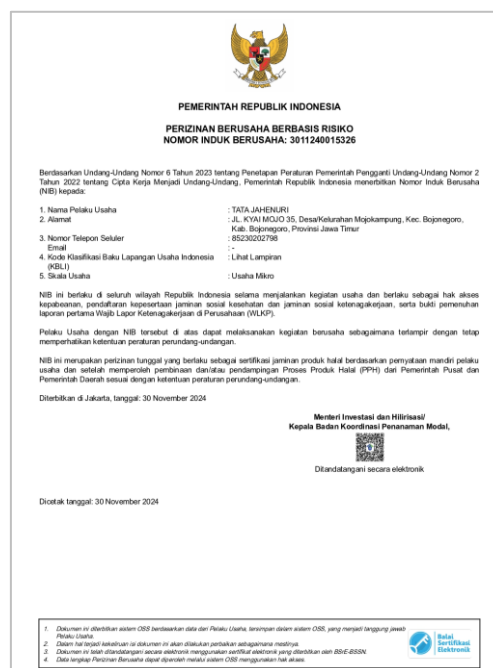 PEMERINTAH REPUBLIK INDONESIA
PERIZINAN BERUSAHA BERBASIS RISIKO
NOMOR INDUK BERUSAHA: 3011240015326
Berdasarkan Undang-Undang Nomor 6 Tahun 2023 tentang Penetapan Peraturan Pemerintah Pengganti Undang-Undang Nomor 2
Tahun 2022 tentang Cipta Kerja Menjadi Undang-Undang, Pemerintah Republik Indonesia menerbitkan Nomor Induk Berusaha
(NIB) kepada:
1. Nama Pelaku Usaha : TATA JAHENURI
2. Alamat : JL. KYAI MOJO 35, Desa/Kelurahan Mojokampung, Kec. Bojonegoro,
Kab. Bojonegoro, Provinsi Jawa Timur
3. Nomor Telepon Seluler : 85230202798
Email : -
4. Kode Klasifikasi Baku Lapangan Usaha Indonesia : Lihat Lampiran
(KBLI)
5. Skala Usaha : Usaha Mikro
NIB ini berlaku di seluruh wilayah Republik Indonesia selama menjalankan kegiatan usaha dan berlaku sebagai hak akses
kepabeanan, pendaftaran kepesertaan jaminan sosial kesehatan dan jaminan sosial ketenagakerjaan, serta bukti pemenuhan
laporan pertama Wajib Lapor Ketenagakerjaan di Perusahaan (WLKP).
Pelaku Usaha dengan NIB tersebut di atas dapat melaksanakan kegiatan berusaha sebagaimana terlampir dengan tetap
memperhatikan ketentuan peraturan perundang-undangan.
NIB ini merupakan perizinan tunggal yang berlaku sebagai sertifikasi jaminan produk halal berdasarkan pernyataan mandiri pelaku
usaha dan setelah memperoleh pembinaan dan/atau pendampingan Proses Produk Halal (PPH) dari Pemerintah Pusat dan
Pemerintah Daerah sesuai dengan ketentuan peraturan perundang-undangan.
Diterbitkan di Jakarta, tanggal: 30 November 2024
Menteri Investasi dan Hilirisasi/
Kepala Badan Koordinasi Penanaman Modal,
Ditandatangani secara elektronik
Dicetak tanggal: 30 November 2024
1. Dokumen ini diterbitkan sistem OSS berdasarkan data dari Pelaku Usaha, tersimpan dalam sistem OSS, yang menjadi tanggung jawab
Pelaku Usaha.
2. Dalam hal terjadi kekeliruan isi dokumen ini akan dilakukan perbaikan sebagaimana mestinya.
3. Dokumen ini telah ditandatangani secara elektronik menggunakan sertifikat elektronik yang diterbitkan oleh BSrE-BSSN.
4. Data lengkap Perizinan Berusaha dapat diperoleh melalui sistem OSS menggunakan hak akses.
Balai
Sertifikasi
Elektronik